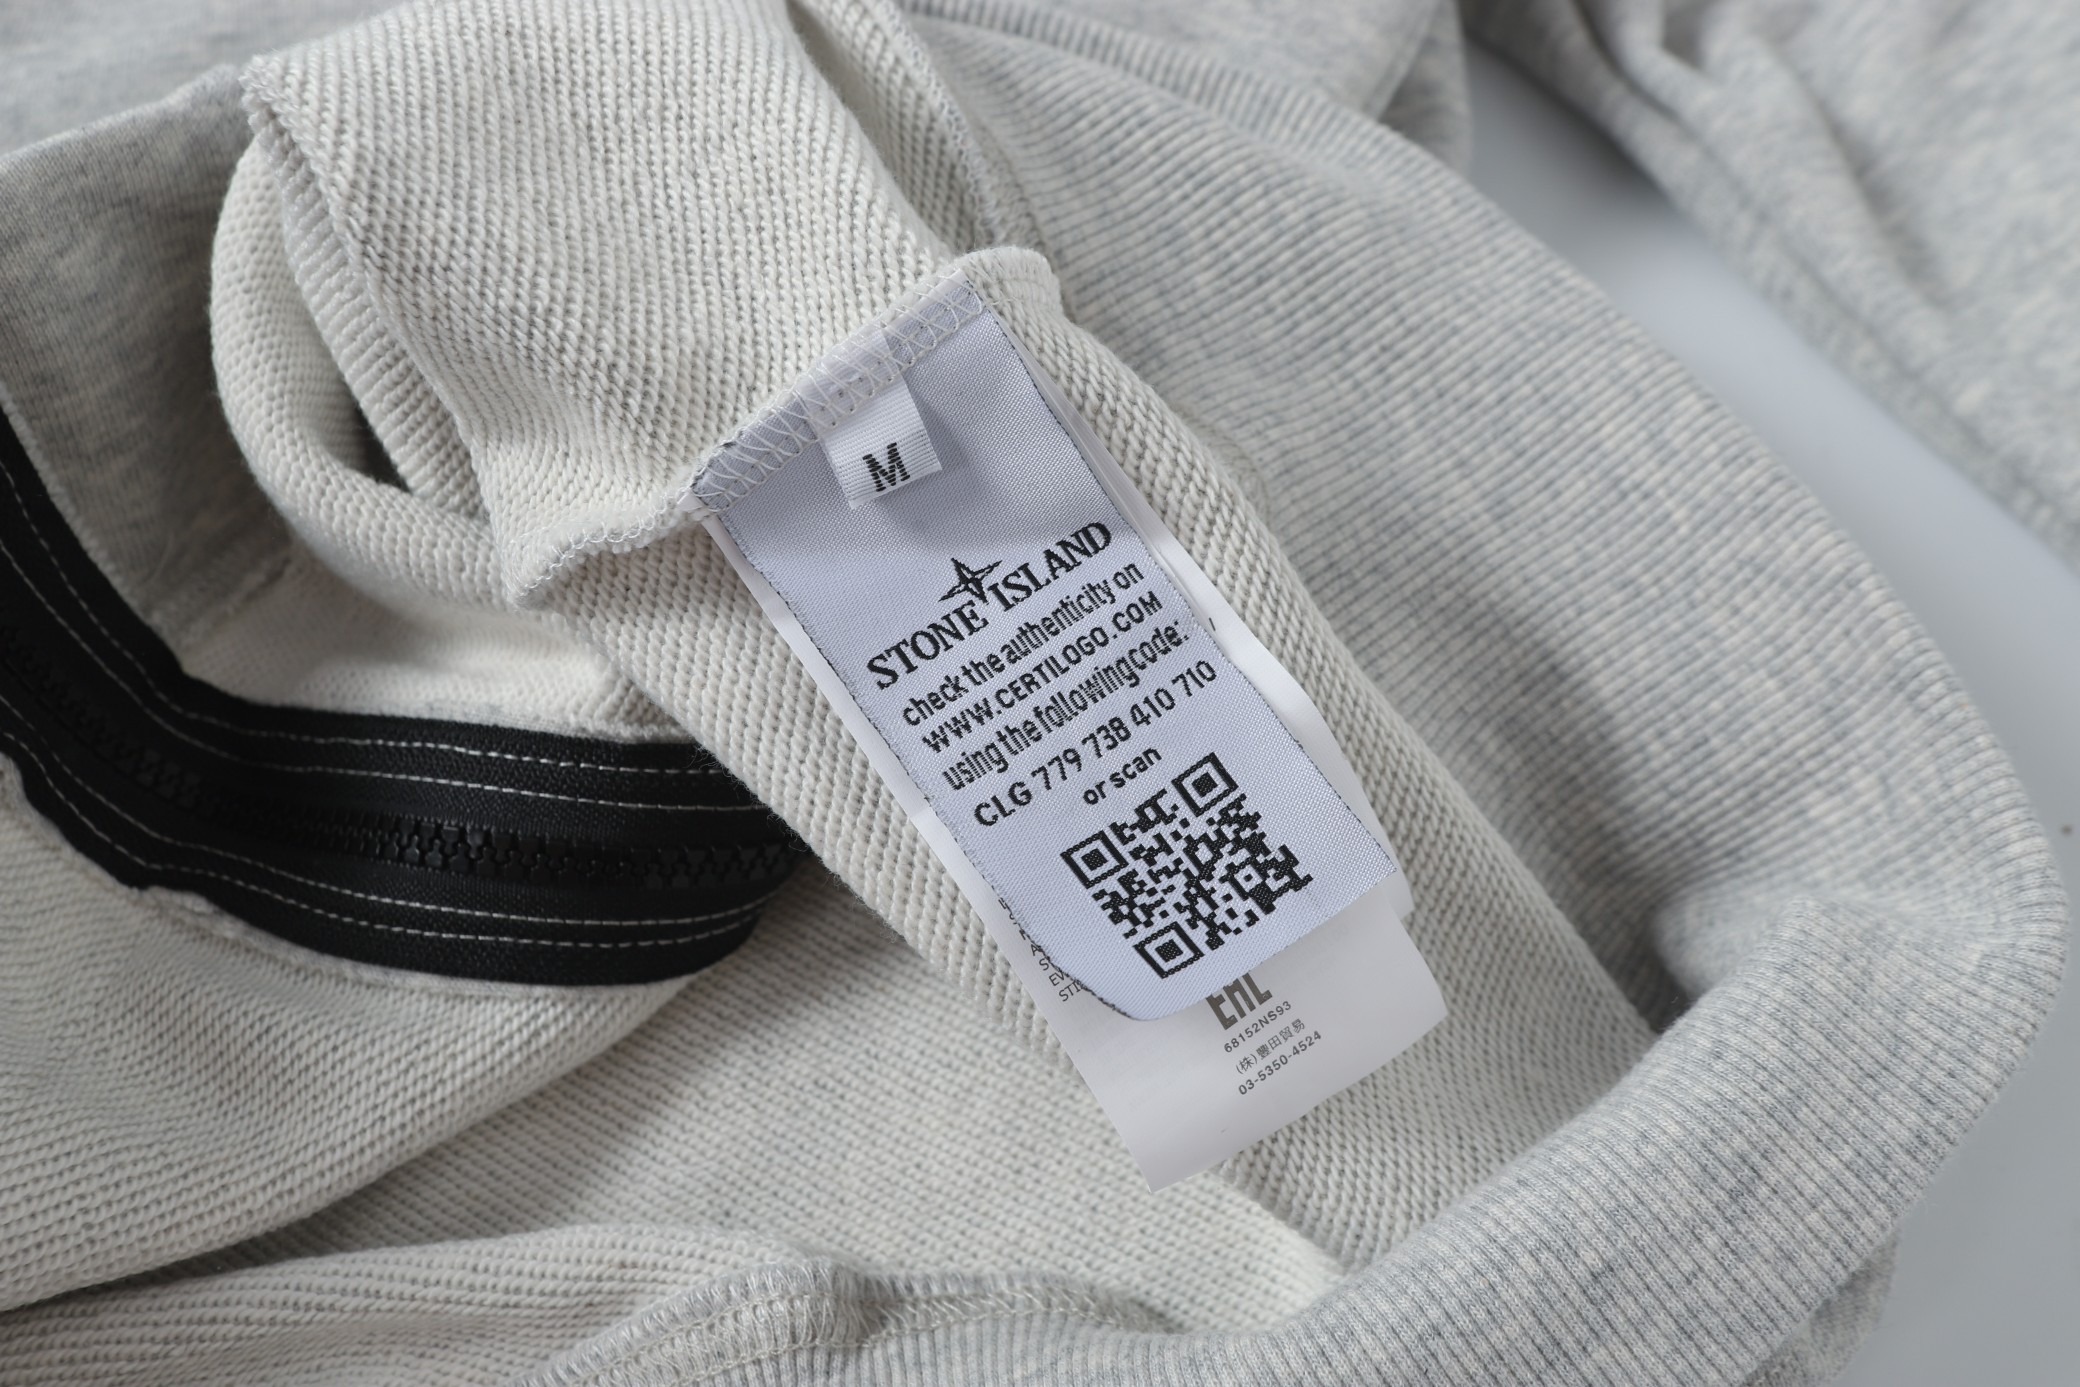 M
STONE ISLAND
check the authenticity on
WWW.CERTILOGO.COM
using the following code:
CLG 779 738 410 710
or scan
EAC
68152NS93
(株)豊田貿易
03-5350-4524